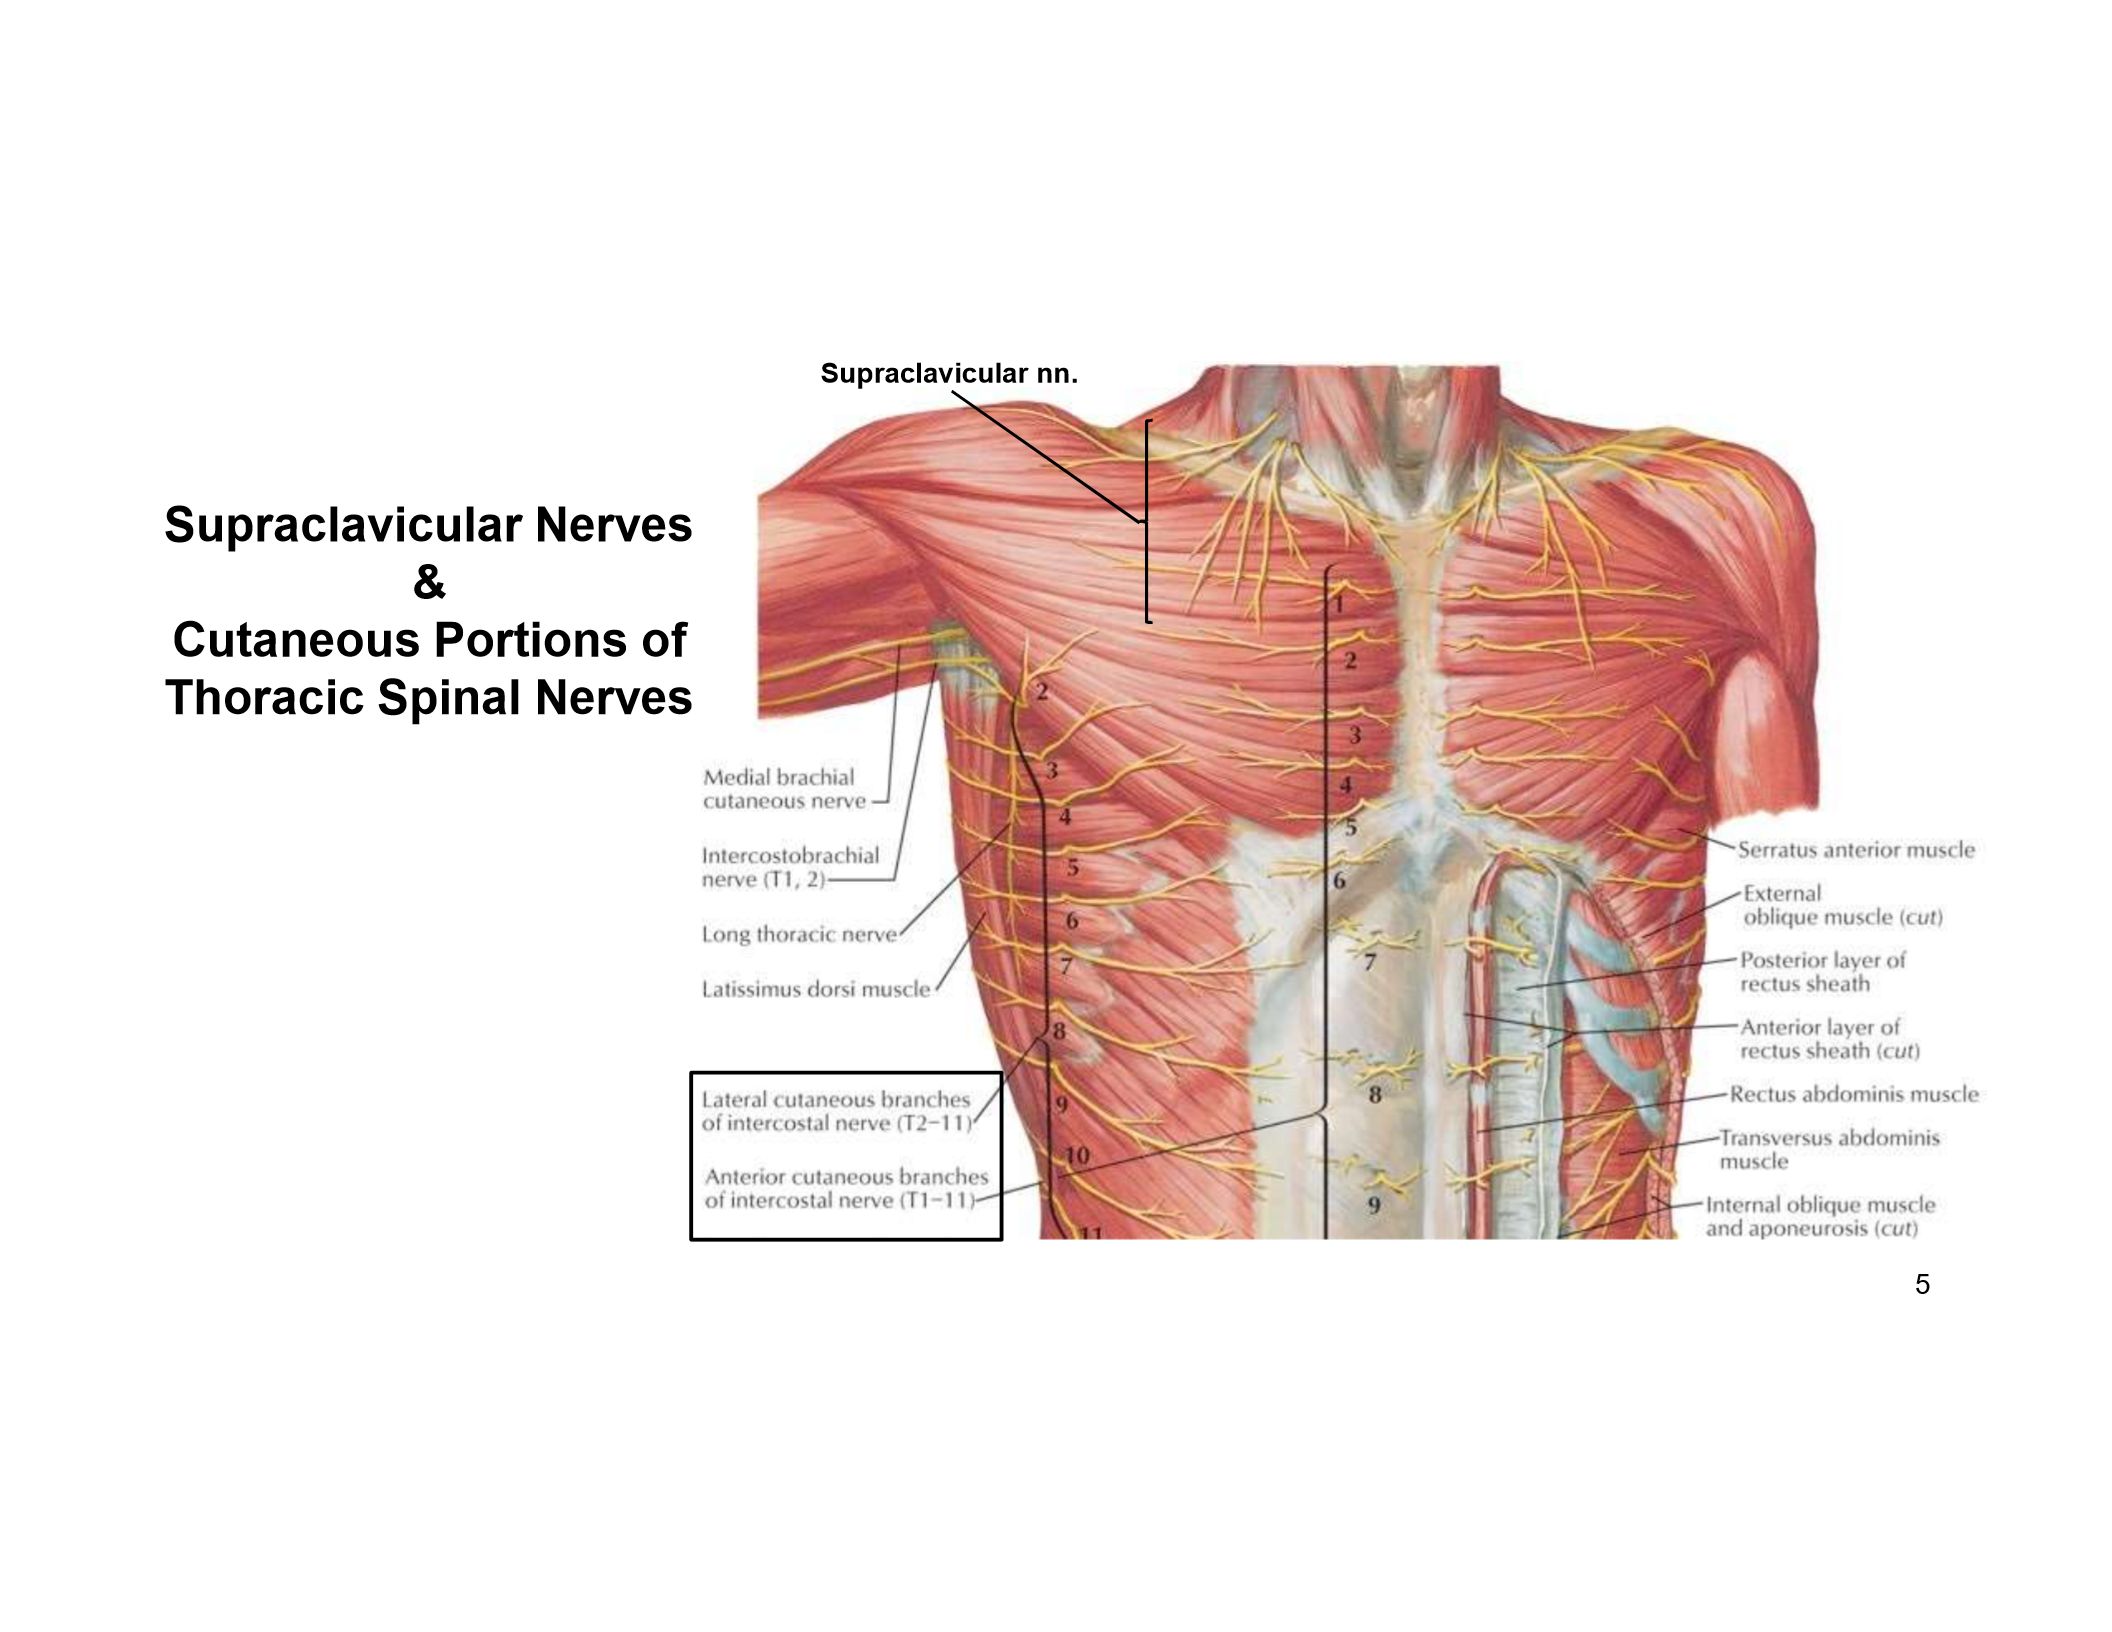 Supraclavicular nn.
Supraclavicular Nerves
&
Cutaneous Portions of
Thoracic Spinal Nerves
Medial brachial
cutaneous nerve
Intercostobrachial
nerve (T1, 2)
Long thoracic nerve
Latissimus dorsi muscle
Lateral cutaneous branches
of intercostal nerve (T2–11)
Anterior cutaneous branches
of intercostal nerve (T1–11)
2
3
4
5
6
7
8
9
10
11
1
2
3
4
5
6
7
8
9
Serratus anterior muscle
External
oblique muscle (cut)
Posterior layer of
rectus sheath
Anterior layer of
rectus sheath (cut)
Rectus abdominis muscle
Transversus abdominis
muscle
Internal oblique muscle
and aponeurosis (cut)
5